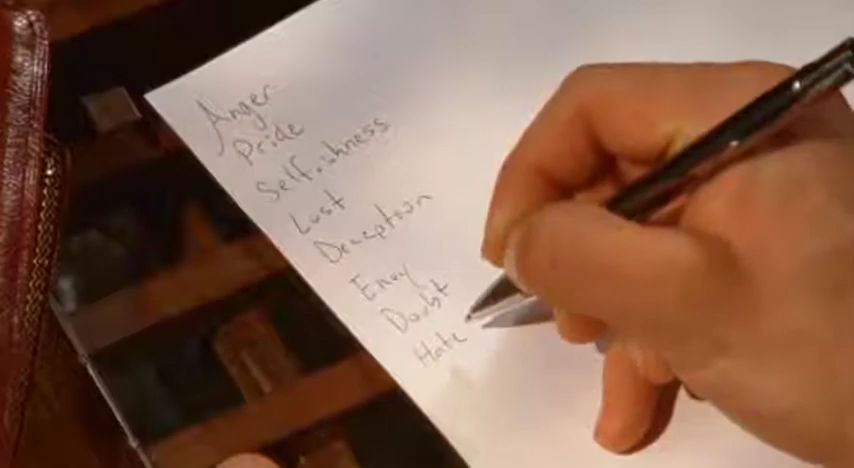 Anger
Pride
Selfishness
Lust
Deception
Envy
Doubt
Hate